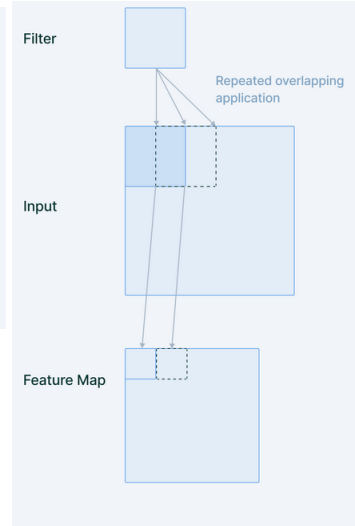 Filter
Repeated overlapping
application
Input
Feature Map